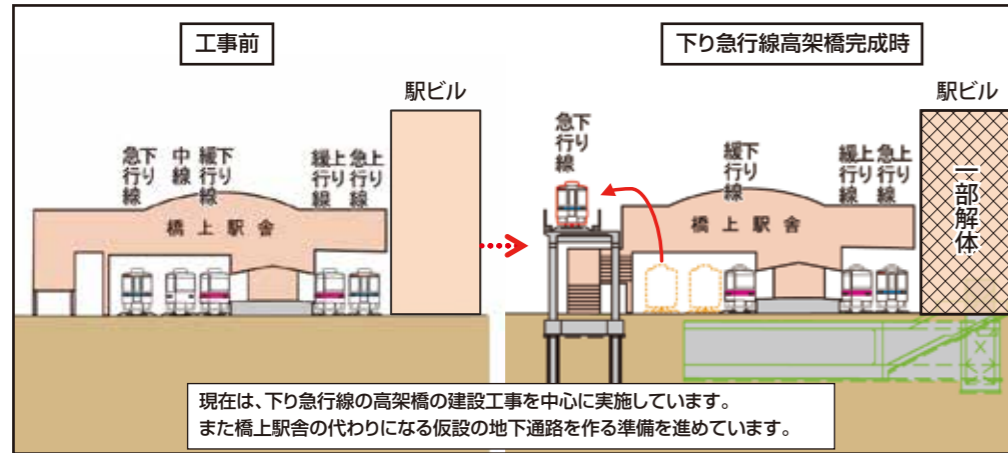 工事前
駅ビル
下り急行線
中線
下り緩行線
上り緩行線
上り急行線
橋上駅舎
下り急行線高架橋完成時
駅ビル
下り急行線
下り緩行線
上り緩行線
上り急行線
橋上駅舎
一部解体
現在は、下り急行線の高架橋の建設工事を中心に実施しています。
また橋上駅舎の代わりになる仮設の地下通路を作る準備を進めています。